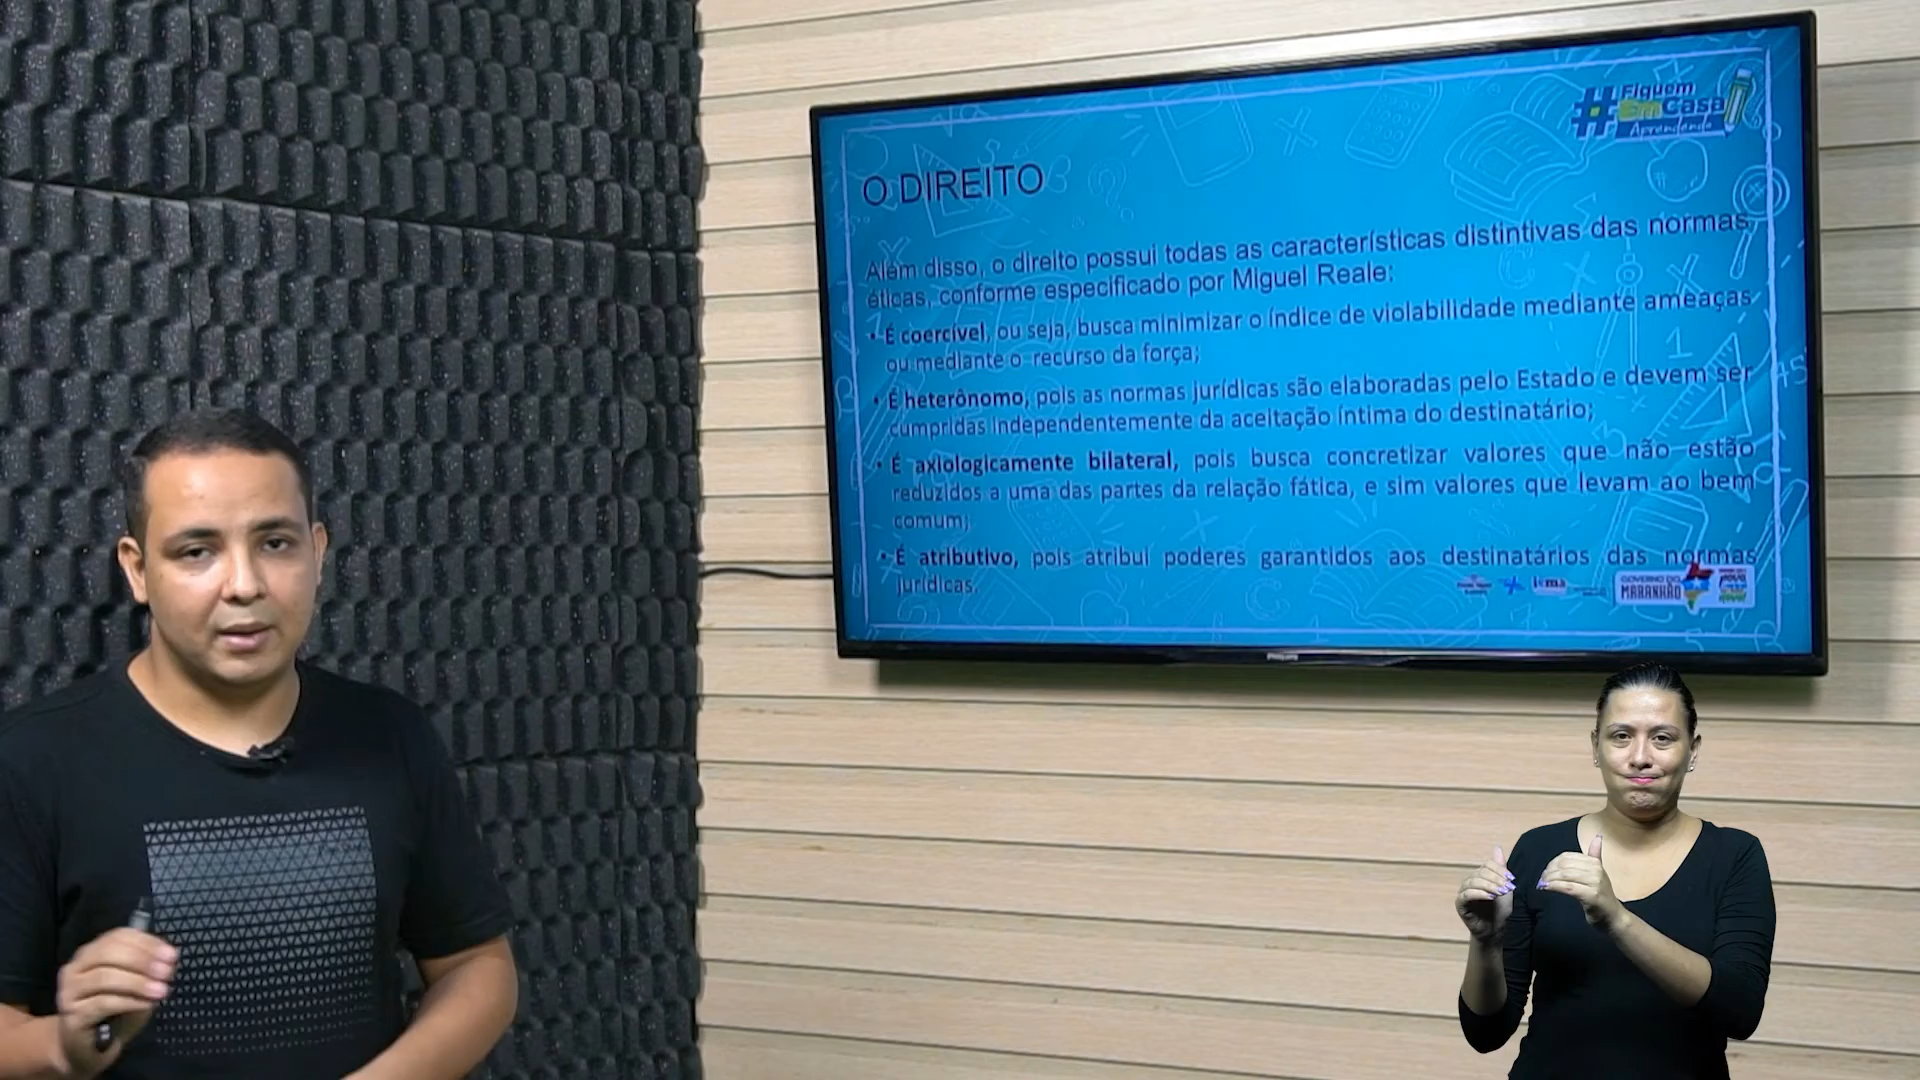 #Fiquem
EmCasa
Aprendendo
O DIREITO
Além disso, o direito possui todas as características distintivas das normas
éticas, conforme especificado por Miguel Reale:
• É coercível, ou seja, busca minimizar o índice de violabilidade mediante ameaças
ou mediante o recurso da força;
• É heterônomo, pois as normas jurídicas são elaboradas pelo Estado e devem ser
cumpridas independentemente da aceitação íntima do destinatário;
• É axiologicamente bilateral, pois busca concretizar valores que não estão
reduzidos a uma das partes da relação fática, e sim valores que levam ao bem
comum;
• É atributivo, pois atribui poderes garantidos aos destinatários das normas
jurídicas.
GOVERNO DO
MARANHÃO